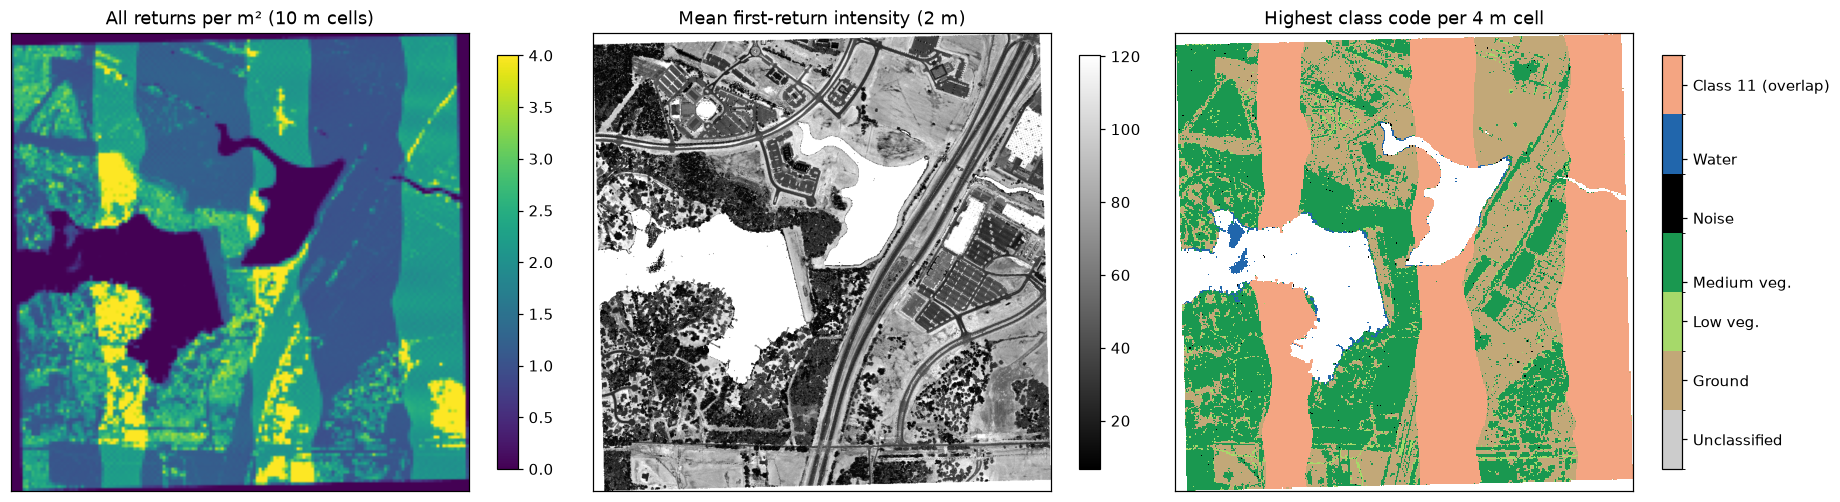 All returns per m² (10 m cells)
4.0
3.5
3.0
2.5
2.0
1.5
1.0
0.5
0.0
Mean first-return intensity (2 m)
120
100
80
60
40
20
Highest class code per 4 m cell
Class 11 (overlap)
Water
Noise
Medium veg.
Low veg.
Ground
Unclassified